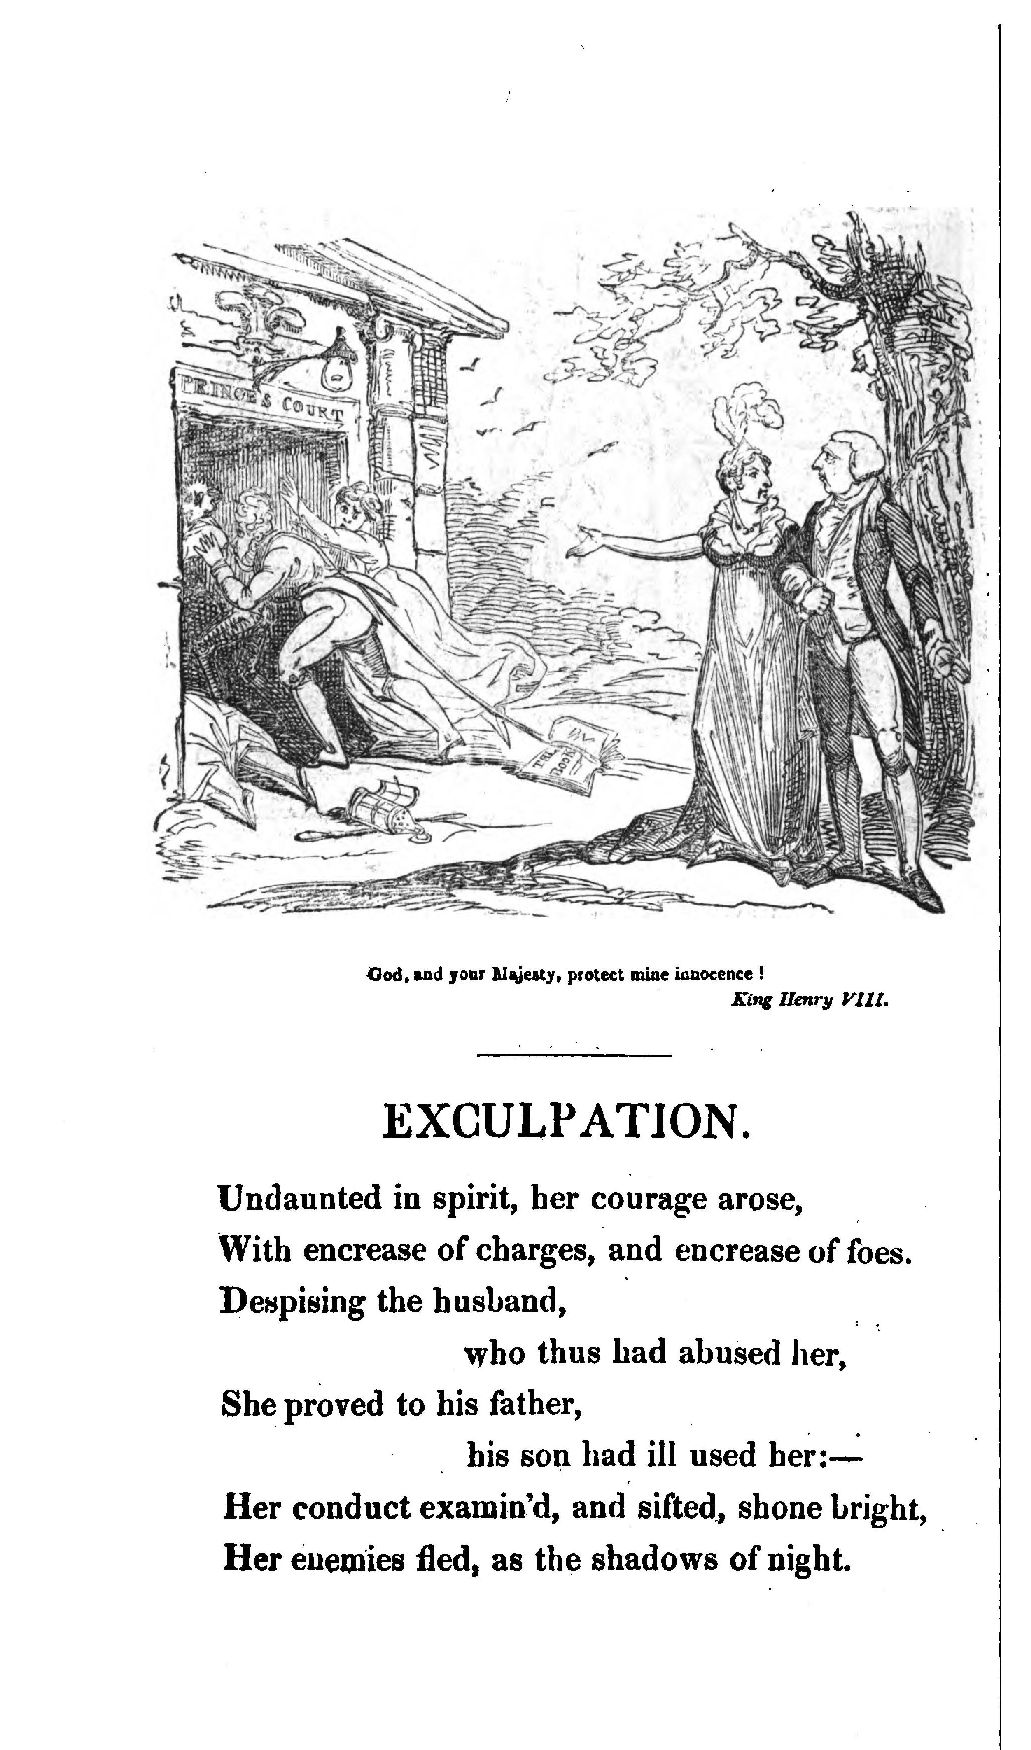 PRINCE'S COURT
THE
BOOK
God, and your Majesty, protect mine innocence !
King Henry VIII.
EXCULPATION.
Undaunted in spirit, her courage arose,
With encrease of charges, and encrease of foes.
Despising the husband,
who thus had abused her,
She proved to his father,
his son had ill used her:—
Her conduct examin'd, and sifted, shone bright,
Her enemies fled, as the shadows of night.